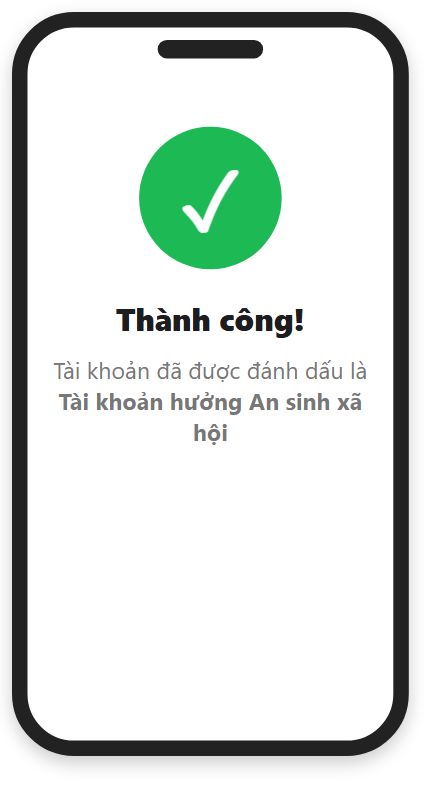 Thành công!
Tài khoản đã được đánh dấu là
Tài khoản hưởng An sinh xã
hội